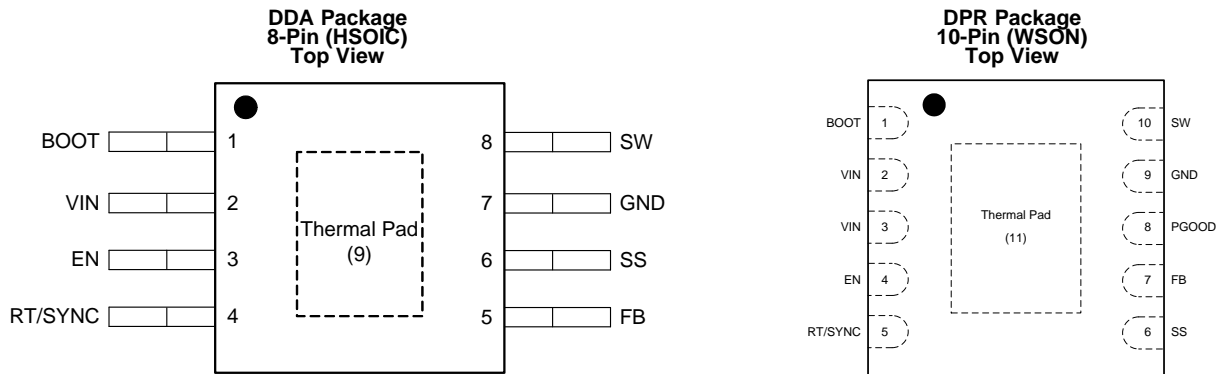 DDA Package
8-Pin (HSOIC)
Top View
BOOT 1
VIN 2
EN 3
RT/SYNC 4
Thermal Pad
(9)
8 SW
7 GND
6 SS
5 FB
DPR Package
10-Pin (WSON)
Top View
BOOT 1
VIN 2
VIN 3
EN 4
RT/SYNC 5
Thermal Pad
(11)
10 SW
9 GND
8 PGOOD
7 FB
6 SS